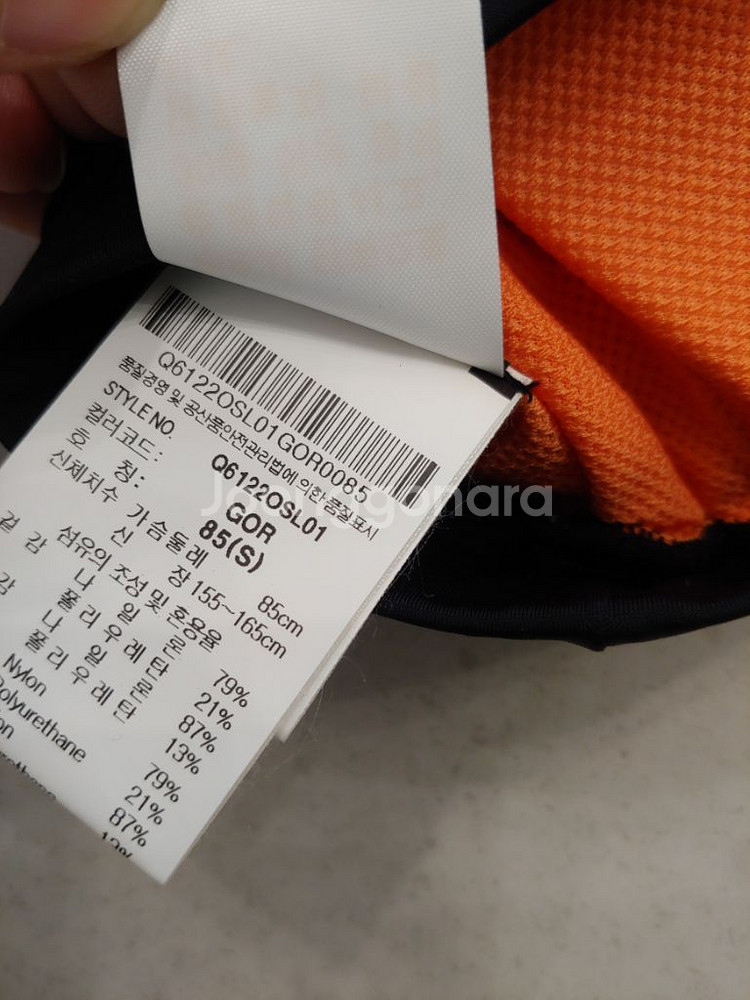 Q6122OSL01GOR0085
품질경영 및 공산품안전관리법에 의한 품질표시
STYLE NO. Q6122OSL01
컬러코드 : GOR
호 칭 : 85(S)
신체치수 가슴둘레 85cm
신 장 155~165cm
섬유의 조성 및 혼용율
겉 감 나 일 론 79%
폴 리 우 레 탄 21%
감 나 일 론 87%
폴 리 우 레 탄 13%
Nylon 79%
olyurethane 21%
on 87%
13%
Joonggonara